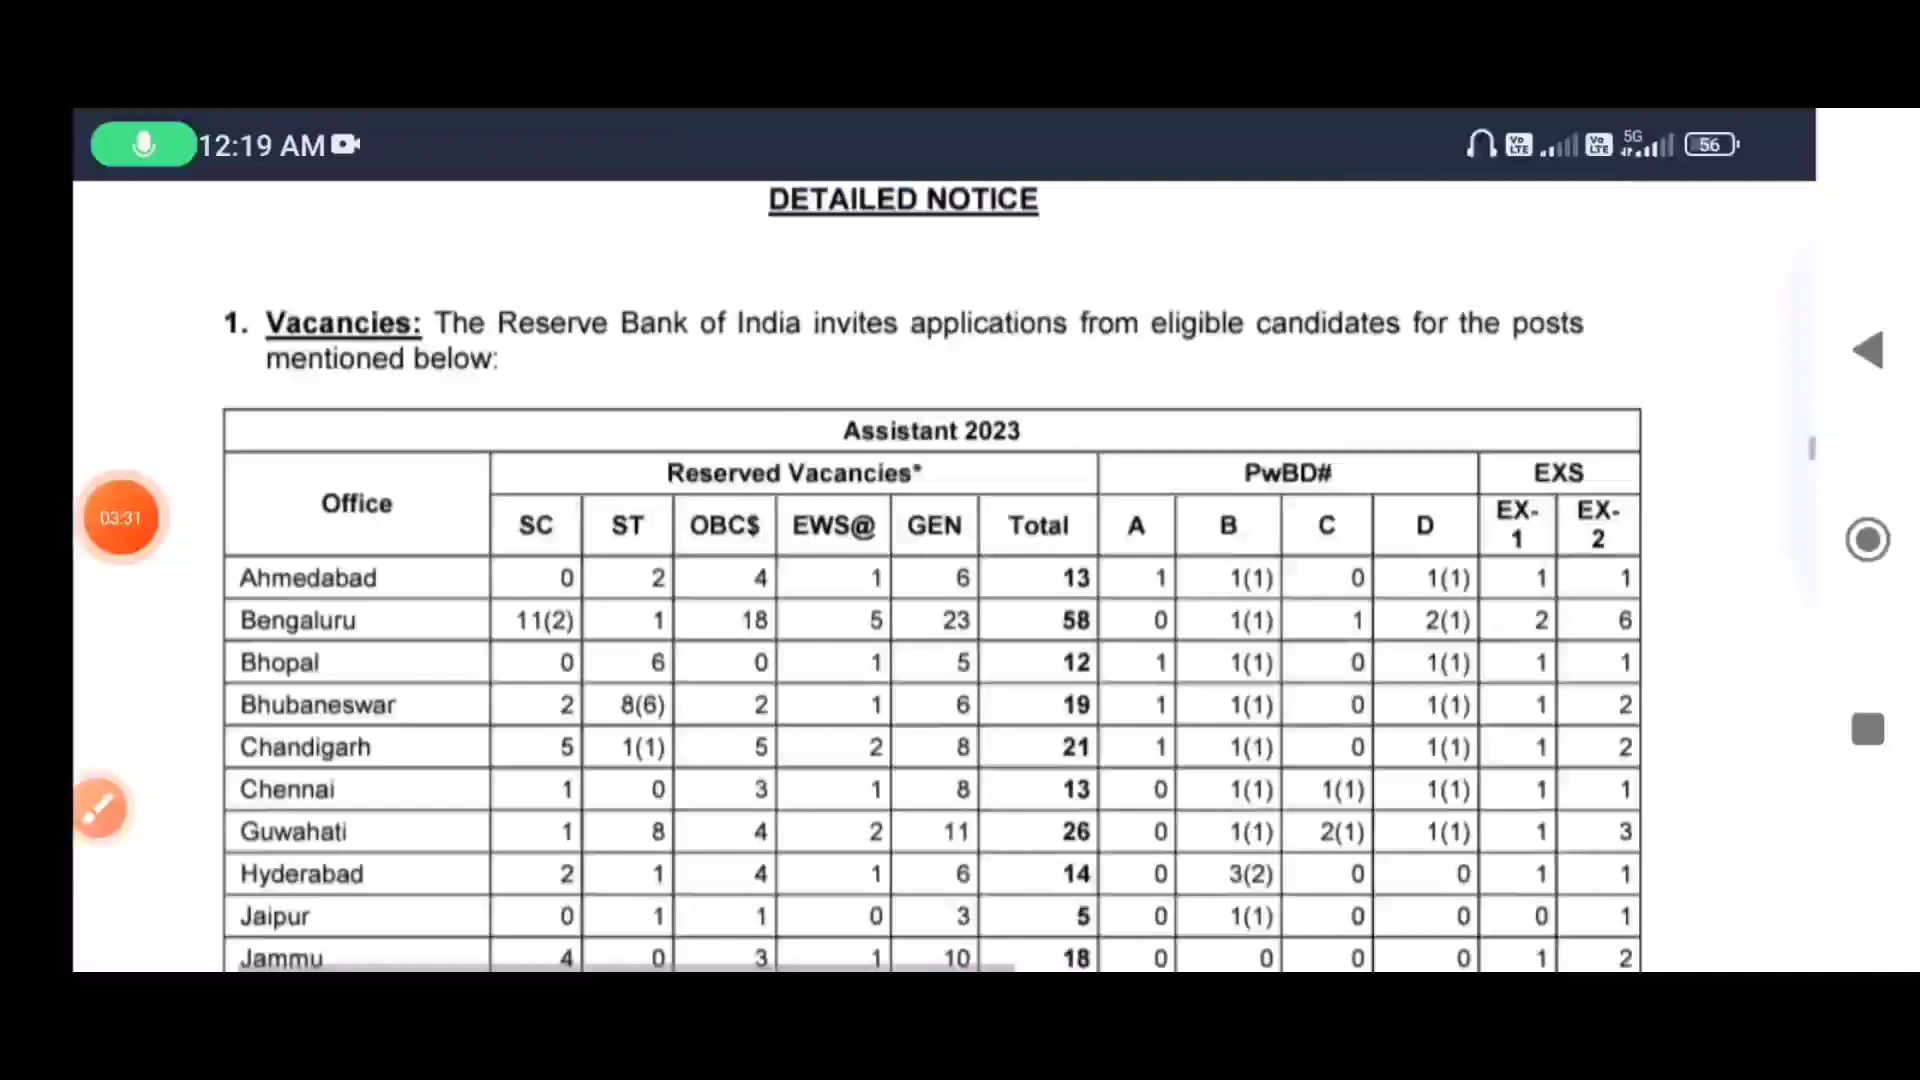 12:19 AM
Vo LTE Vo LTE 5G 56
DETAILED NOTICE
1. Vacancies: The Reserve Bank of India invites applications from eligible candidates for the posts
mentioned below:
Assistant 2023
Office Reserved Vacancies* PwBD# EXS
SC ST OBC$ EWS@ GEN Total A B C D EX-1 EX-2
Ahmedabad 0 2 4 1 6 13 1 1(1) 0 1(1) 1 1
Bengaluru 11(2) 1 18 5 23 58 0 1(1) 1 2(1) 2 6
Bhopal 0 6 0 1 5 12 1 1(1) 0 1(1) 1 1
Bhubaneswar 2 8(6) 2 1 6 19 1 1(1) 0 1(1) 1 2
Chandigarh 5 1(1) 5 2 8 21 1 1(1) 0 1(1) 1 2
Chennai 1 0 3 1 8 13 0 1(1) 1(1) 1(1) 1 1
Guwahati 1 8 4 2 11 26 0 1(1) 2(1) 1(1) 1 3
Hyderabad 2 1 4 1 6 14 0 3(2) 0 0 1 1
Jaipur 0 1 1 0 3 5 0 1(1) 0 0 0 1
Jammu 4 0 3 1 10 18 0 0 0 0 1 2
03:31